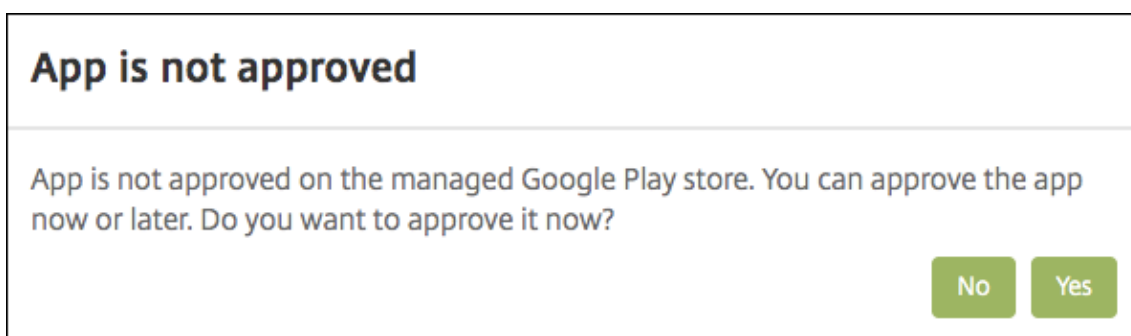 App is not approved
App is not approved on the managed Google Play store. You can approve the app
now or later. Do you want to approve it now?
No Yes